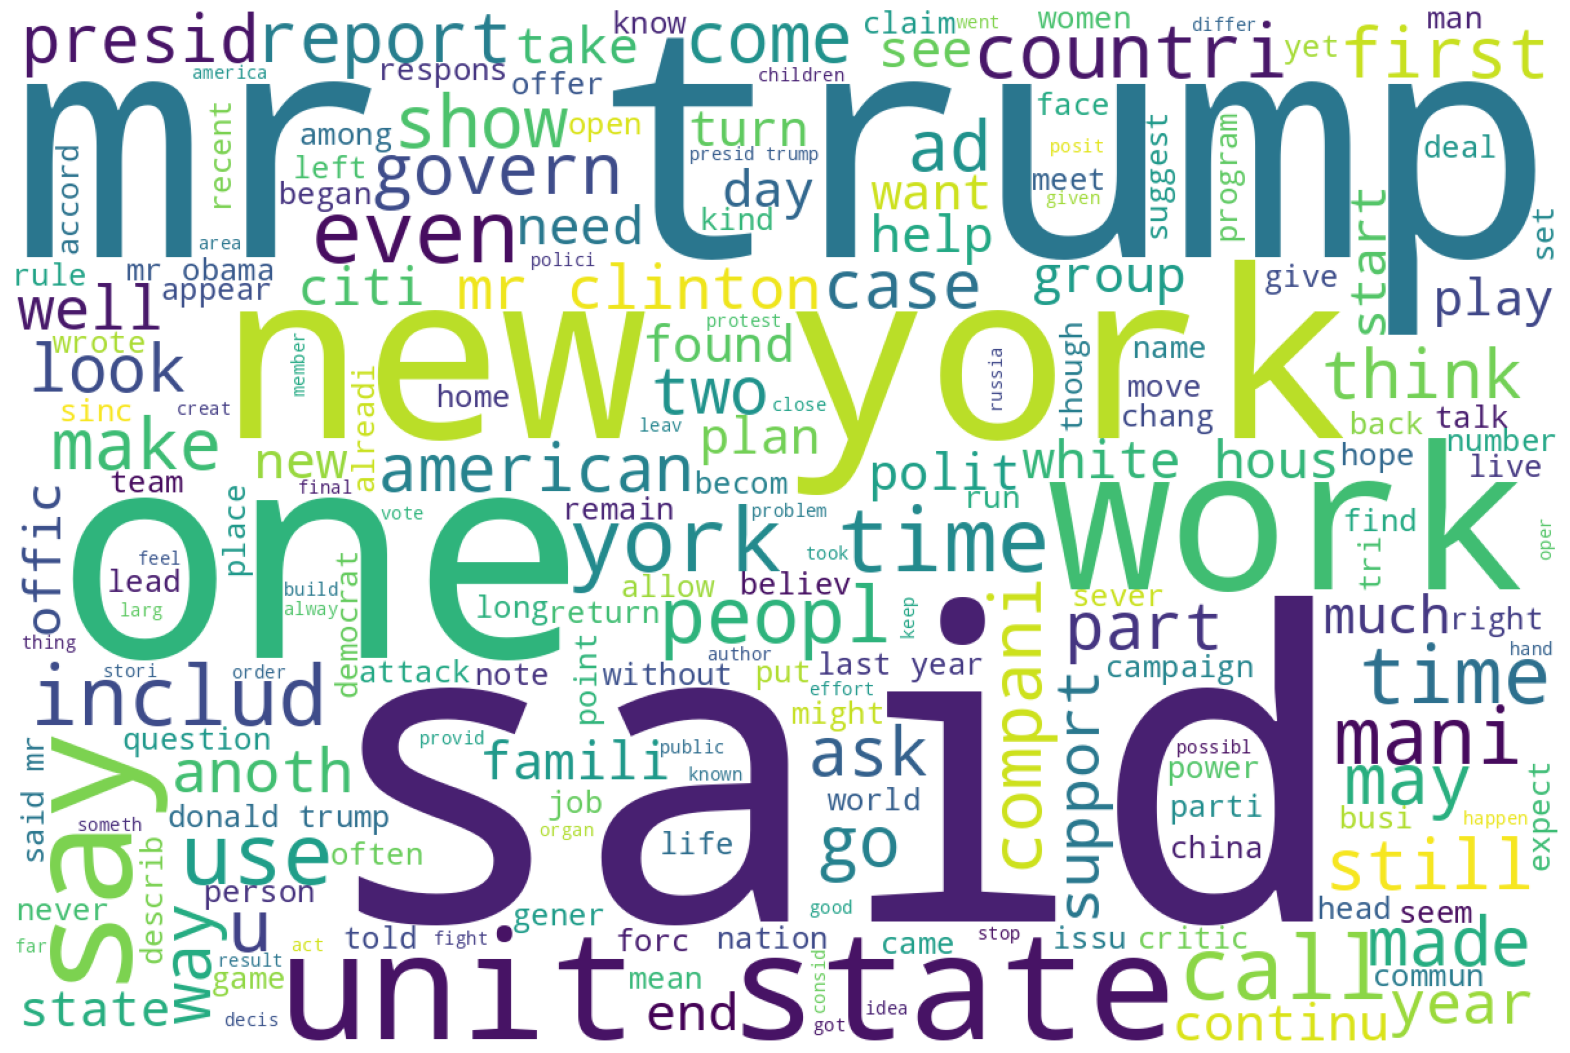 presid report take know come claim went see women countri differ yet man first
america respons offer children
mr trump
accord recent among show open turn ad face suggest program deal
left govern presid trump day want meet posit given
began even need kind help start set
area polici
rule mr obama citi mr clinton case group give play
well appear
wrote new york protest
look member alreadi found russia though name think
sinc creat home two close move chang
make leav plan back talk
new american polit white hous hope number live
team final becom run
offic place one vote remain york problem time work find tri oper
feel took
lead build allow believ
larg alway long return peopl keep compani sever
thing democrat author part much right
stori order attack note point without put last year support campaign time hand
includ said effort
question provid famili public might ask possibl mani
said mr say anoth known power may expect
job world parti
someth donald trump organ life go busi happen
use often china still
describ person good
never way u gener head seem
far act told fight forc nation came stop issu critic made
result unit state call
game mean consid commun
state decis end got idea continu year